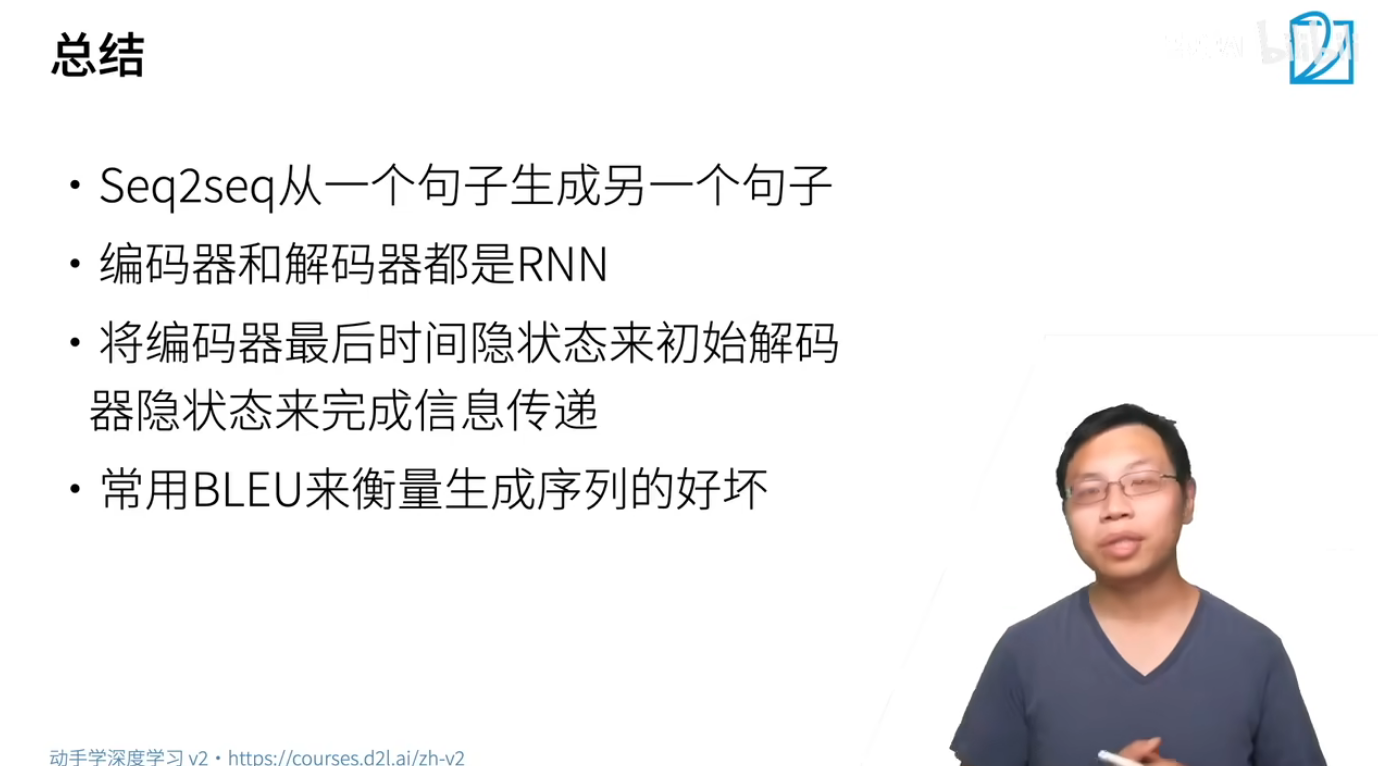 总结
• Seq2seq从一个句子生成另一个句子
• 编码器和解码器都是RNN
• 将编码器最后时间隐状态来初始解码
器隐状态来完成信息传递
• 常用BLEU来衡量生成序列的好坏
动手学深度学习 v2 • https://courses.d2l.ai/zh-v2
bilibili